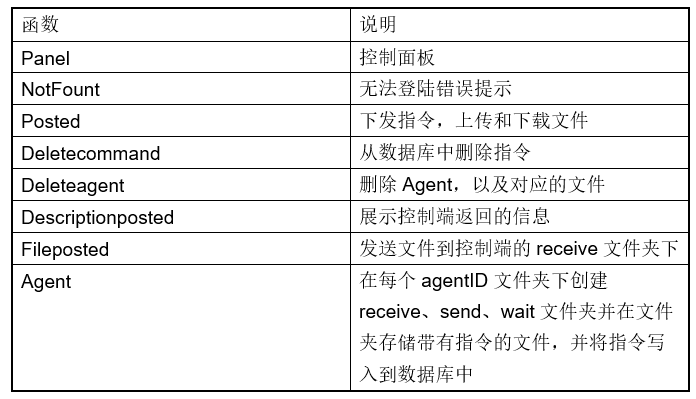 函数 说明
Panel 控制面板
NotFount 无法登陆错误提示
Posted 下发指令，上传和下载文件
Deletecommand 从数据库中删除指令
Deleteagent 删除 Agent，以及对应的文件
Descriptionposted 展示控制端返回的信息
Fileposted 发送文件到控制端的 receive 文件夹下
Agent 在每个 agentID 文件夹下创建
receive、send、wait 文件夹并在文件
夹存储带有指令的文件，并将指令写
入到数据库中